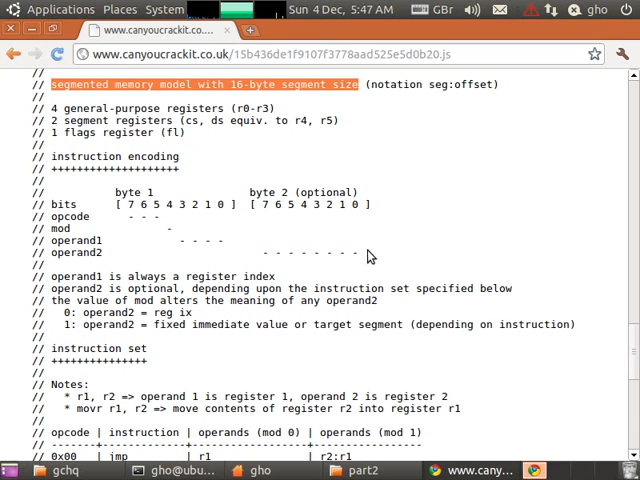 Applications Places System Sun 4 Dec, 5:47 AM GBr gho
www.canyoucrackit.co....
www.canyoucrackit.co.uk/15b436de1f9107f3778aad525e5d0b20.js
//
// segmented memory model with 16-byte segment size (notation seg:offset)
//
// 4 general-purpose registers (r0-r3)
// 2 segment registers (cs, ds equiv. to r4, r5)
// 1 flags register (fl)
//
// instruction encoding
// ++++++++++++++++++++
//
// byte 1 byte 2 (optional)
// bits [ 7 6 5 4 3 2 1 0 ] [ 7 6 5 4 3 2 1 0 ]
// opcode - - -
// mod -
// operand1 - - - -
// operand2 - - - - - - - -
//
// operand1 is always a register index
// operand2 is optional, depending upon the instruction set specified below
// the value of mod alters the meaning of any operand2
// 0: operand2 = reg ix
// 1: operand2 = fixed immediate value or target segment (depending on instruction)
//
// instruction set
// +++++++++++++++
//
// Notes:
// * r1, r2 => operand 1 is register 1, operand 2 is register 2
// * movr r1, r2 => move contents of register r2 into register r1
//
// opcode | instruction | operands (mod 0) | operands (mod 1)
// -------+-------------+------------------+-----------------
// 0x00 | jmp | r1 | r2:r1
gchq gho@ubu... gho part2 www.cany...